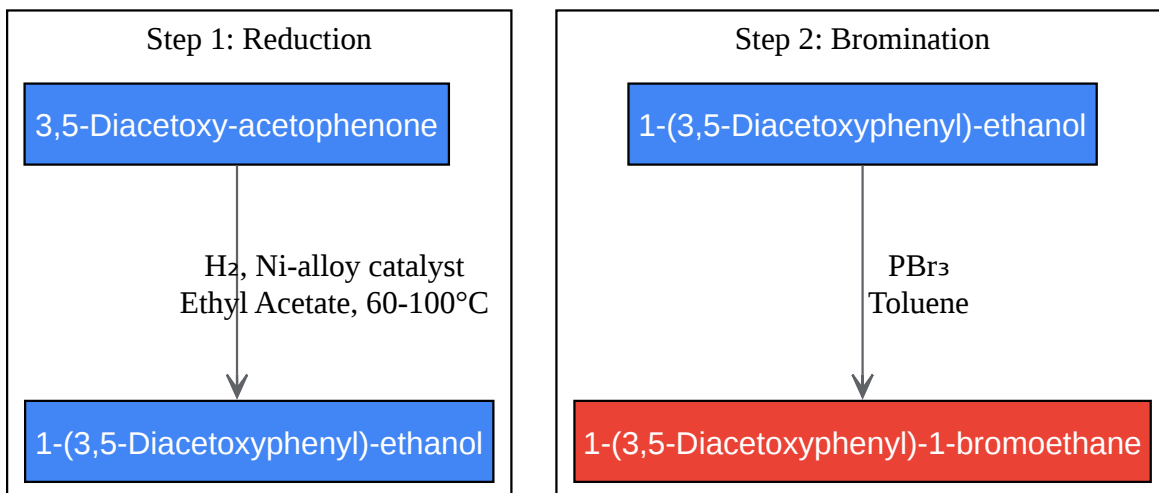 Step 1: Reduction
3,5-Diacetoxy-acetophenone
H₂, Ni-alloy catalyst
Ethyl Acetate, 60-100°C
1-(3,5-Diacetoxyphenyl)-ethanol
Step 2: Bromination
1-(3,5-Diacetoxyphenyl)-ethanol
PBr₃
Toluene
1-(3,5-Diacetoxyphenyl)-1-bromoethane